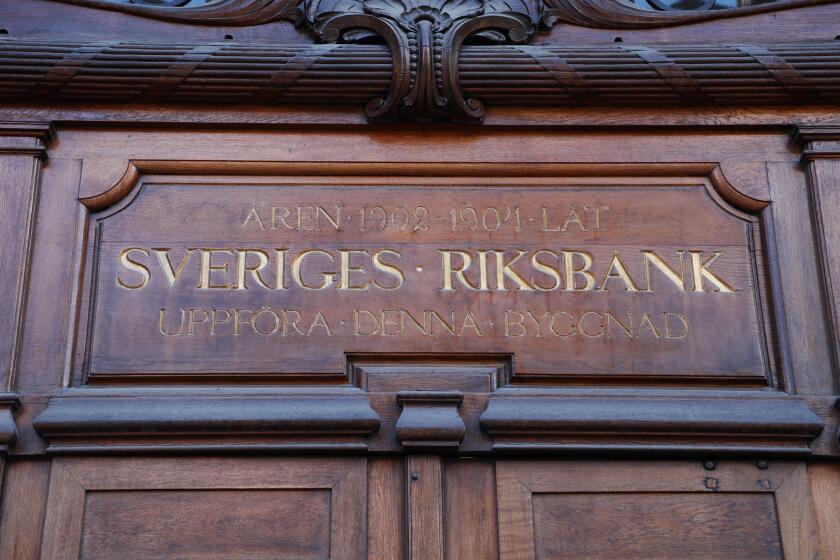 ÅREN · 1902-1904 · LÄT
SVERIGES · RIKSBANK
UPPFÖRA · DENNA · BYGGNAD